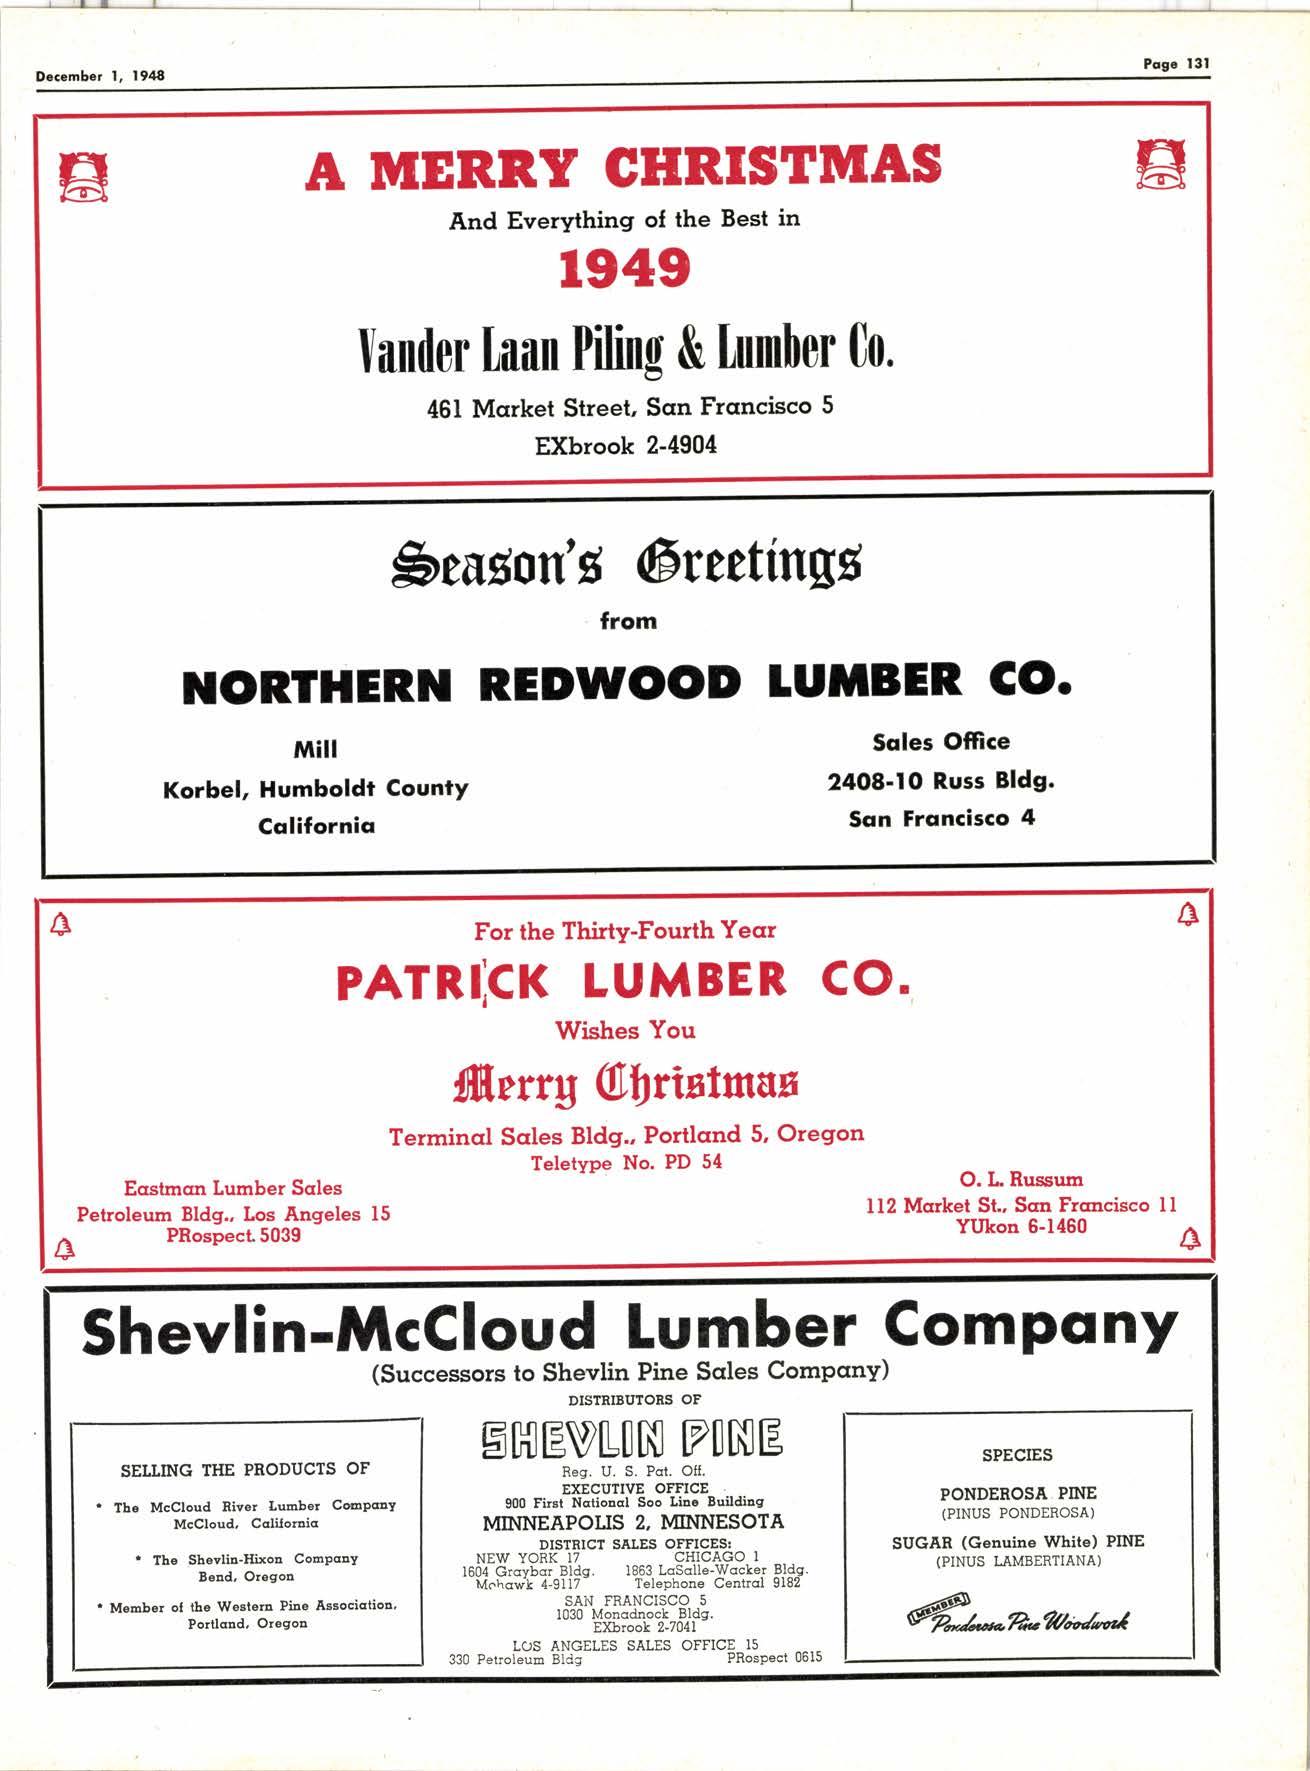 December 1, 1948
Page 131
A MERRY CHRISTMAS
And Everything of the Best in
1949
Vander Laan Piling & Lumber Co.
461 Market Street, San Francisco 5
EXbrook 2-4904
Season's Greetings
from
NORTHERN REDWOOD LUMBER CO.
Mill
Korbel, Humboldt County
California
Sales Office
2408-10 Russ Bldg.
San Francisco 4
For the Thirty-Fourth Year
PATRICK LUMBER CO.
Wishes You
Merry Christmas
Terminal Sales Bldg., Portland 5, Oregon
Teletype No. PD 54
Eastman Lumber Sales
Petroleum Bldg., Los Angeles 15
PRospect 5039
O. L. Russum
112 Market St., San Francisco 11
YUkon 6-1460
Shevlin-McCloud Lumber Company
(Successors to Shevlin Pine Sales Company)
DISTRIBUTORS OF
SHEVLIN PINE
Reg. U. S. Pat. Off.
EXECUTIVE OFFICE
900 First National Soo Line Building
MINNEAPOLIS 2, MINNESOTA
DISTRICT SALES OFFICES:
NEW YORK 17 CHICAGO 1
1604 Graybar Bldg. 1863 LaSalle-Wacker Bldg.
Mohawk 4-9117 Telephone Central 9182
SAN FRANCISCO 5
1030 Monadnock Bldg.
EXbrook 2-7041
LOS ANGELES SALES OFFICE 15
330 Petroleum Bldg PRospect 0615
SELLING THE PRODUCTS OF
* The McCloud River Lumber Company
McCloud, California
* The Shevlin-Hixon Company
Bend, Oregon
* Member of the Western Pine Association,
Portland, Oregon
SPECIES
PONDEROSA PINE
(PINUS PONDEROSA)
SUGAR (Genuine White) PINE
(PINUS LAMBERTIANA)
MEMBER
Ponderosa Pine Woodwork